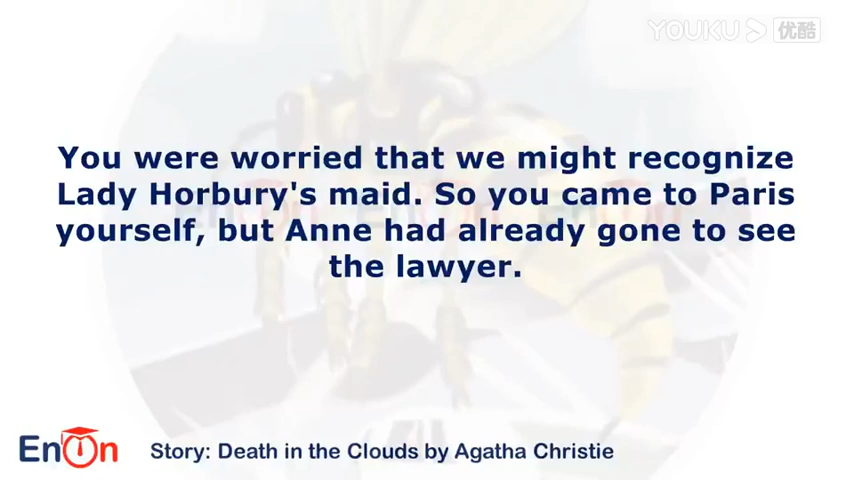 YOUKU 优酷
You were worried that we might recognize
Lady Horbury's maid. So you came to Paris
yourself, but Anne had already gone to see
the lawyer.
EnOn
Story: Death in the Clouds by Agatha Christie